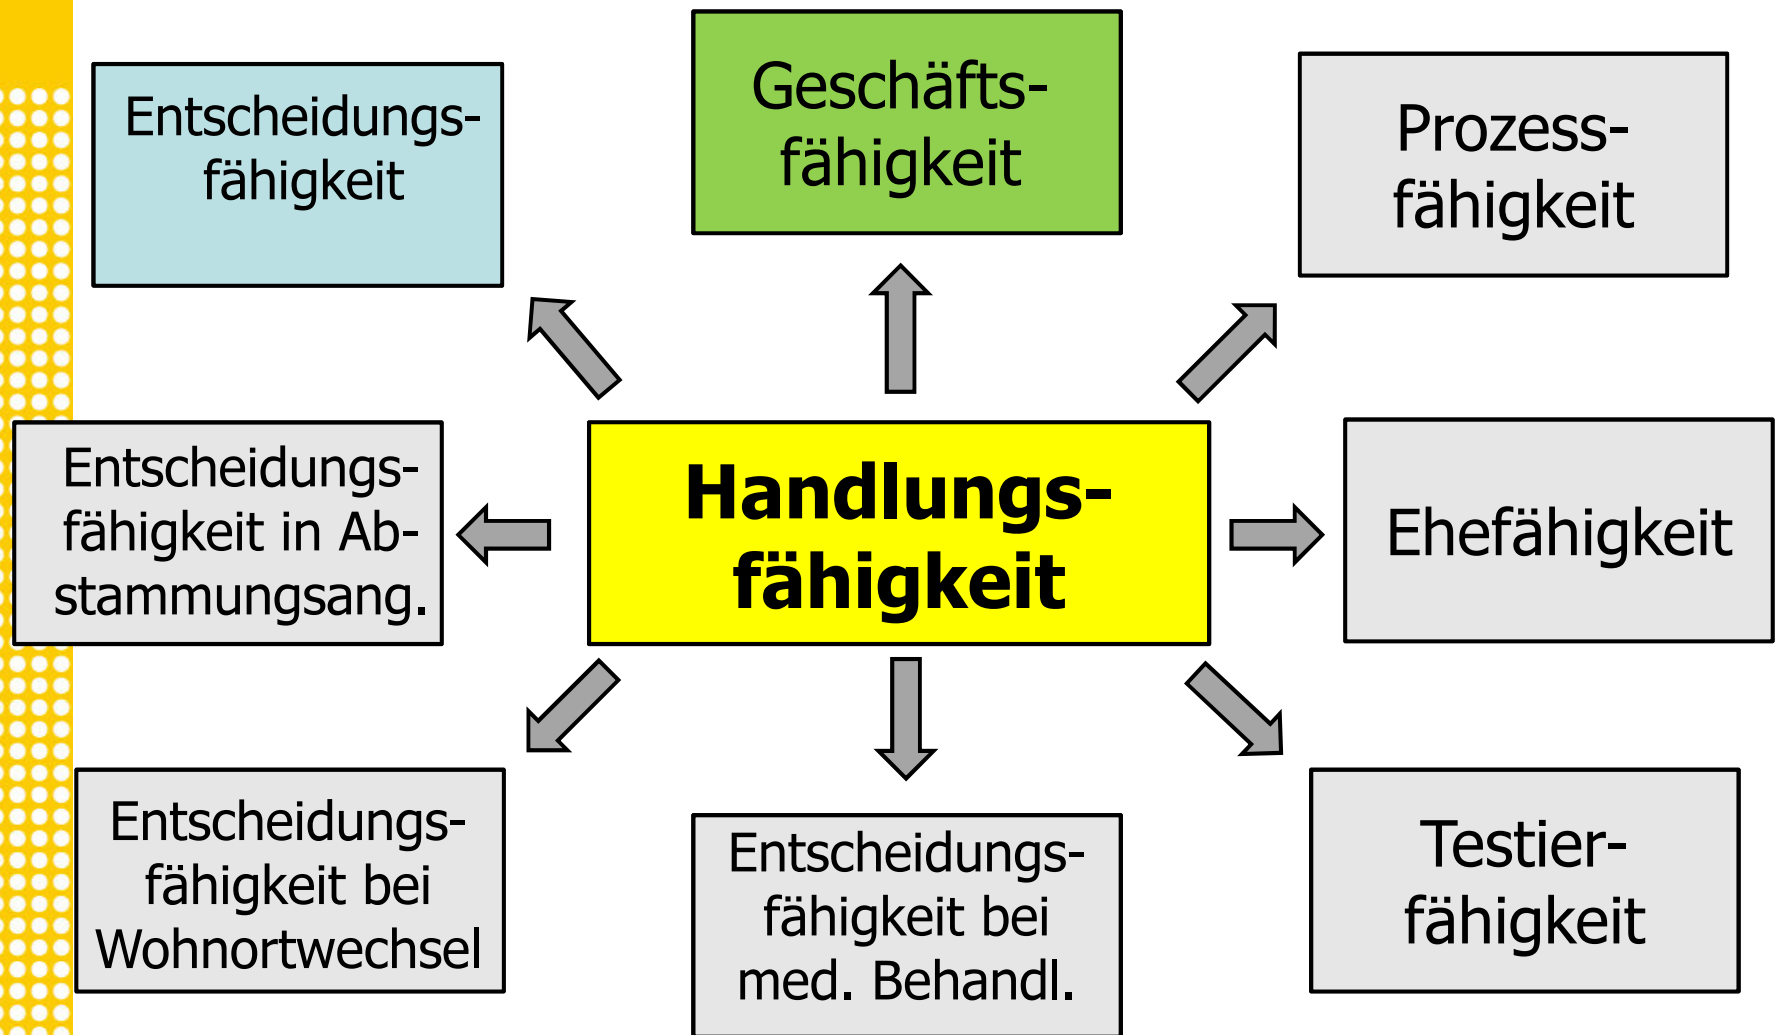 Entscheidungs-
fähigkeit
Geschäfts-
fähigkeit
Prozess-
fähigkeit
Entscheidungs-
fähigkeit in Ab-
stammungsang.
Handlungs-
fähigkeit
Ehefähigkeit
Entscheidungs-
fähigkeit bei
Wohnortwechsel
Entscheidungs-
fähigkeit bei
med. Behandl.
Testier-
fähigkeit